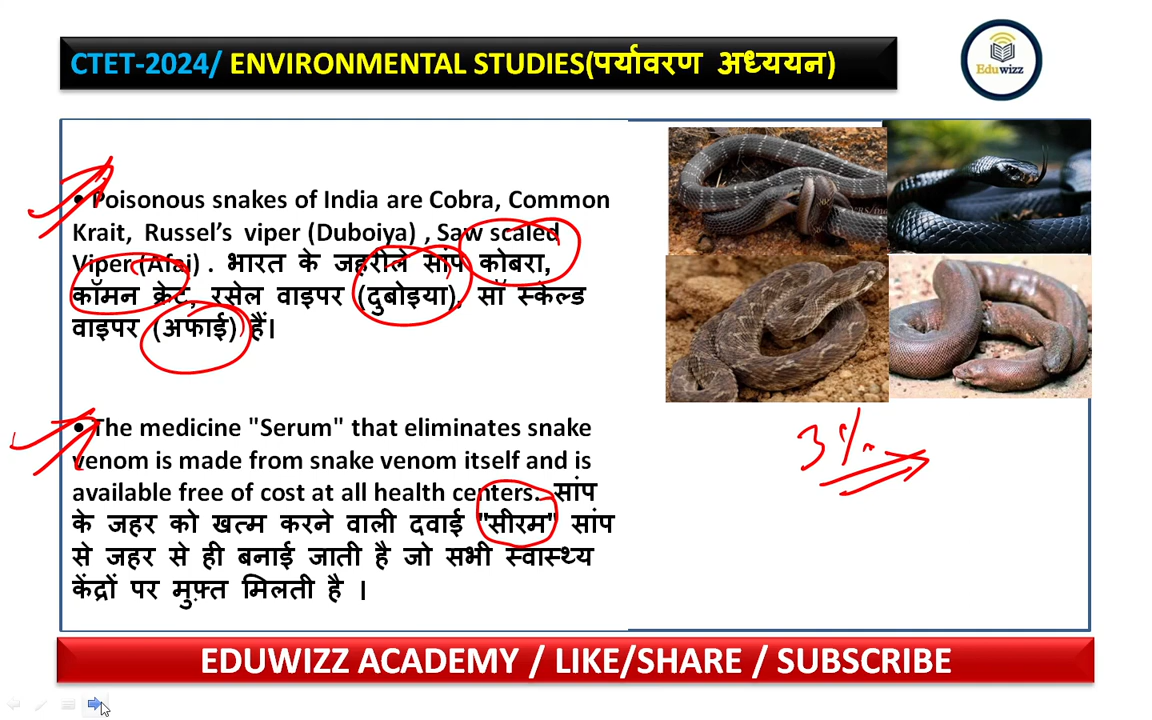 CTET-2024/ ENVIRONMENTAL STUDIES(पर्यावरण अध्ययन)
Eduwizz
• Poisonous snakes of India are Cobra, Common
Krait, Russel’s viper (Duboiya) , Saw scaled
Viper (Afai) . भारत के जहरीले सांप कोबरा,
कॉमन क्रेट, रसेल वाइपर (दुबोइया), सॉ स्केल्ड
वाइपर (अफाई) हैं।
• The medicine "Serum" that eliminates snake
venom is made from snake venom itself and is
available free of cost at all health centers. सांप
के जहर को खत्म करने वाली दवाई "सीरम" सांप
से जहर से ही बनाई जाती है जो सभी स्वास्थ्य
केंद्रों पर मुफ़्त मिलती है ।
EDUWIZZ ACADEMY / LIKE/SHARE / SUBSCRIBE